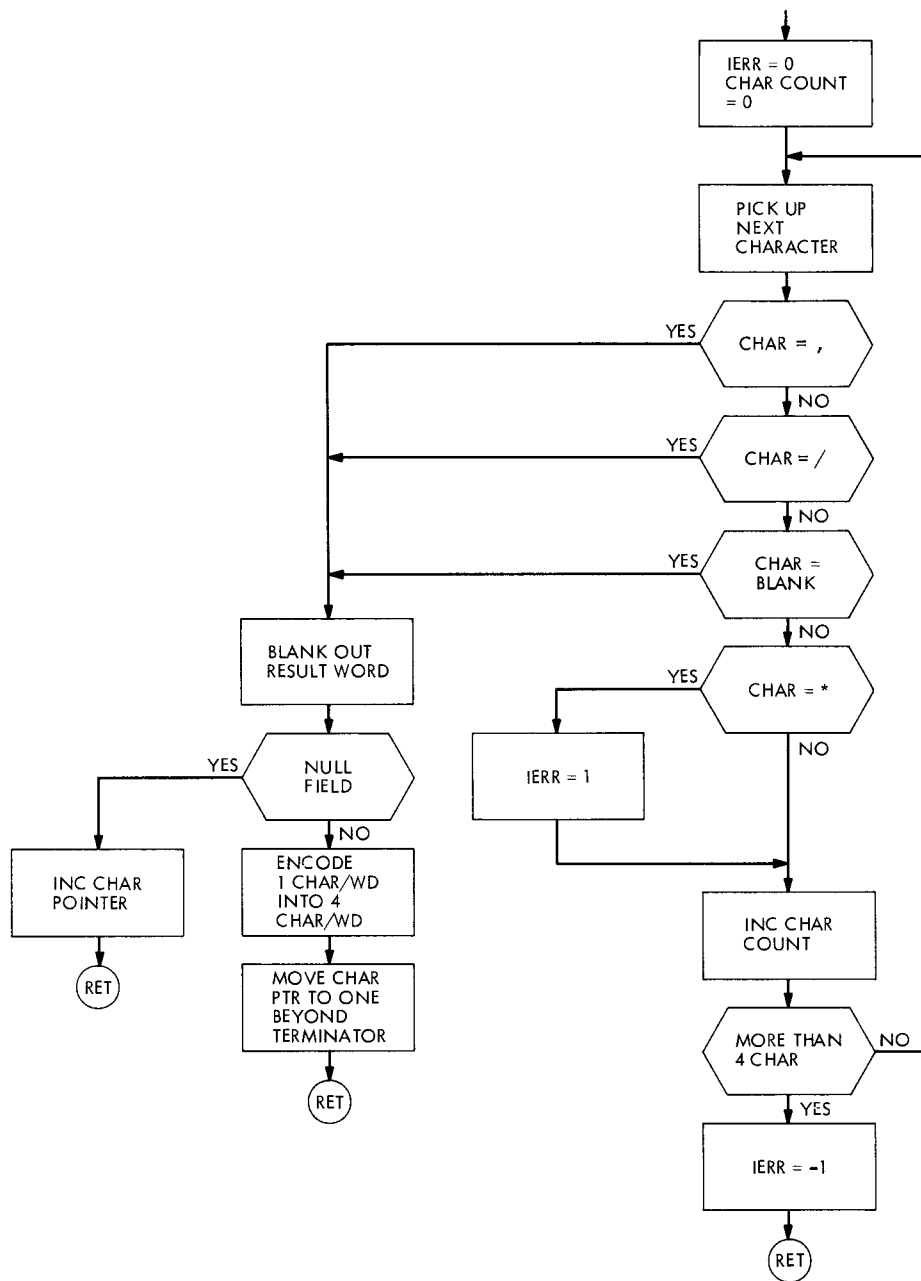 IERR = 0
CHAR COUNT
= 0
PICK UP
NEXT
CHARACTER
YES
CHAR = ,
NO
YES
CHAR = /
NO
YES
CHAR =
BLANK
NO
BLANK OUT
RESULT WORD
YES
CHAR = *
NO
YES
NULL
FIELD
NO
IERR = 1
INC CHAR
POINTER
RET
ENCODE
1 CHAR/WD
INTO 4
CHAR/WD
MOVE CHAR
PTR TO ONE
BEYOND
TERMINATOR
RET
INC CHAR
COUNT
MORE THAN
4 CHAR
NO
YES
IERR = -1
RET